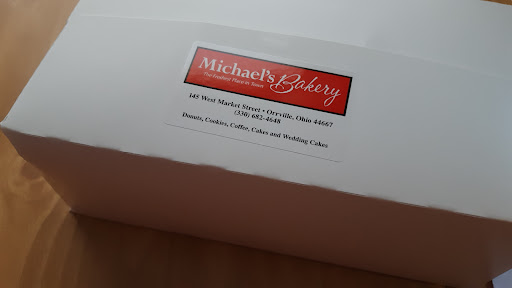 Michael's Bakery
The Freshest Place in Town
145 West Market Street • Orrville, Ohio 44667
(330) 682-4648
Donuts, Cookies, Coffee, Cakes and Wedding Cakes